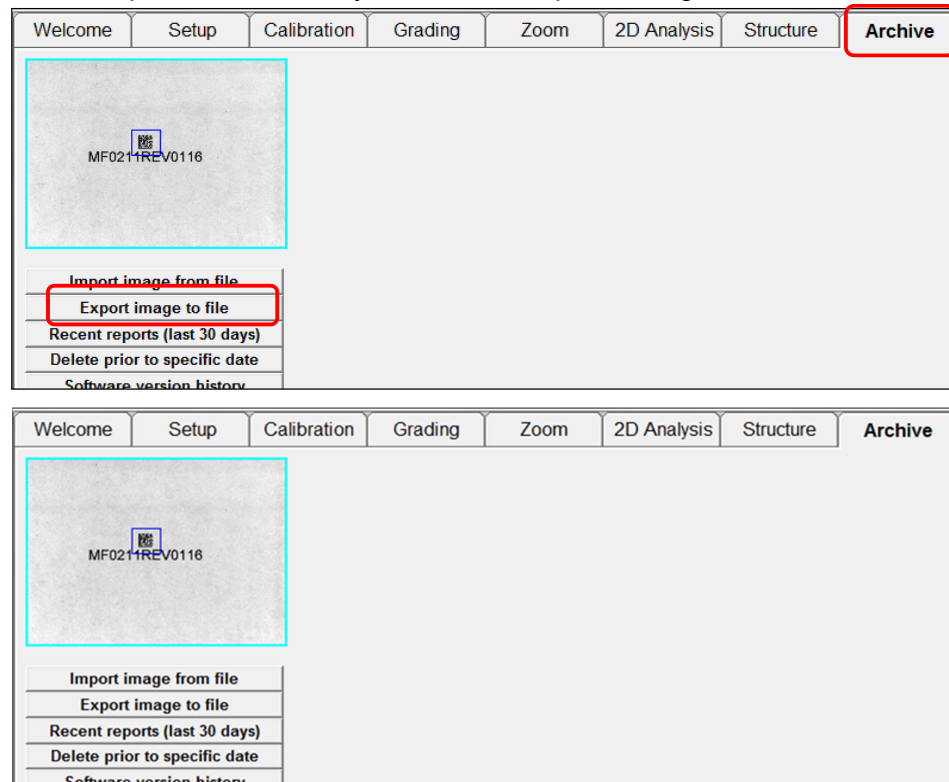 Welcome Setup Calibration Grading Zoom 2D Analysis Structure Archive
MF0211REV0116
Import image from file
Export image to file
Recent reports (last 30 days)
Delete prior to specific date
Software version history
Welcome Setup Calibration Grading Zoom 2D Analysis Structure Archive
MF0211REV0116
Import image from file
Export image to file
Recent reports (last 30 days)
Delete prior to specific date
Software version history